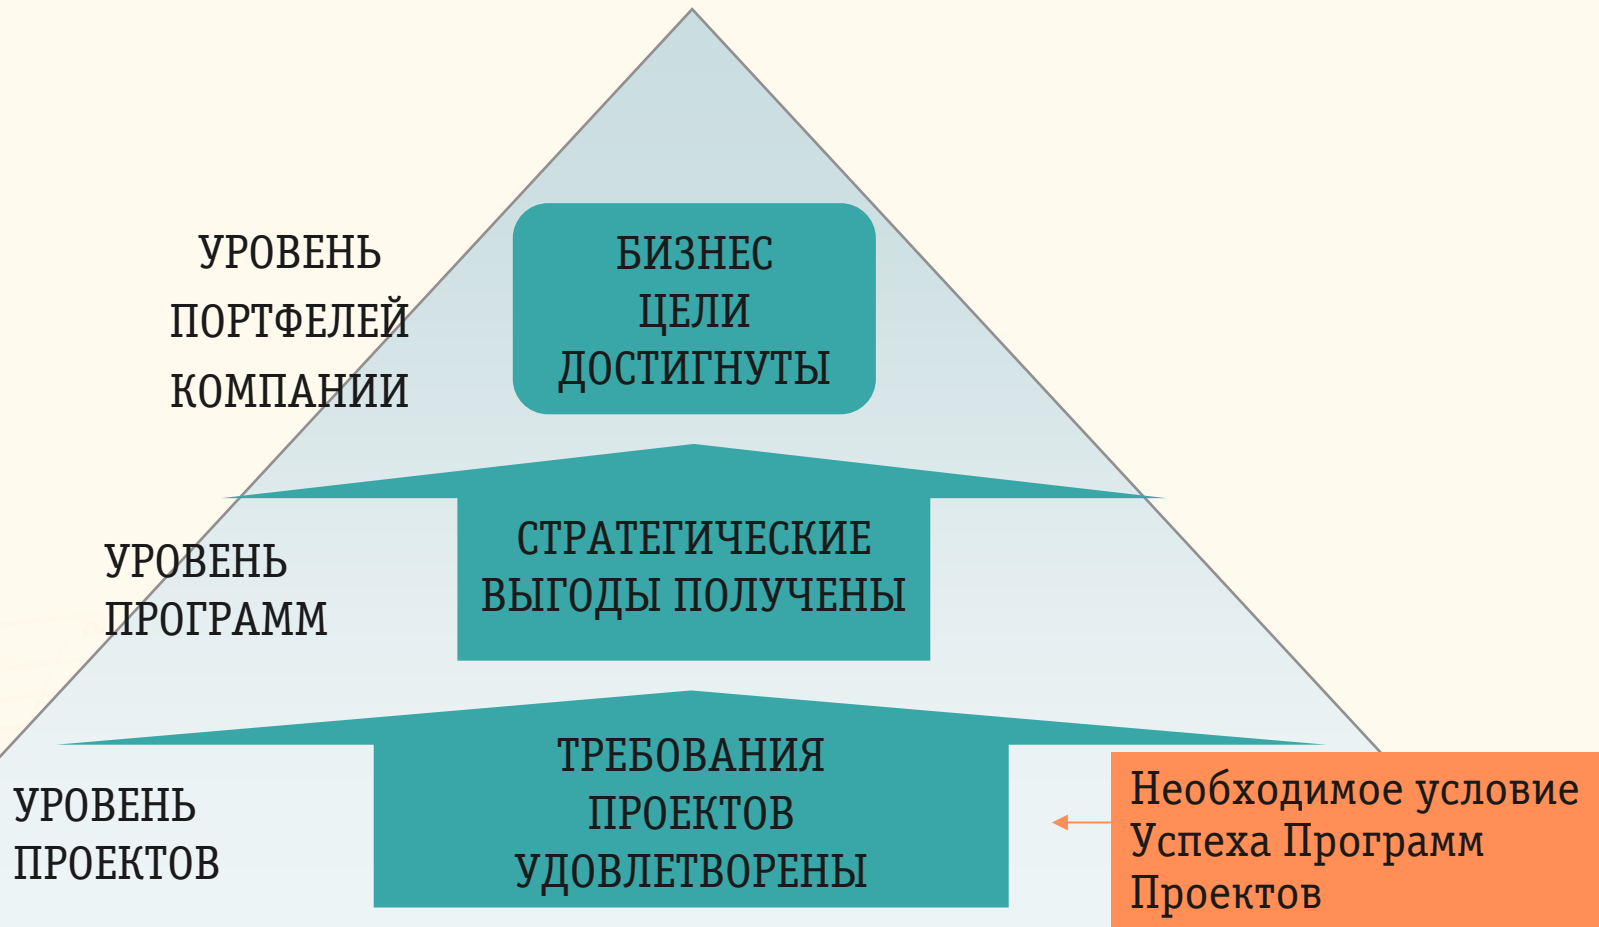 УРОВЕНЬ
ПОРТФЕЛЕЙ
КОМПАНИИ
БИЗНЕС
ЦЕЛИ
ДОСТИГНУТЫ
УРОВЕНЬ
ПРОГРАММ
СТРАТЕГИЧЕСКИЕ
ВЫГОДЫ ПОЛУЧЕНЫ
УРОВЕНЬ
ПРОЕКТОВ
ТРЕБОВАНИЯ
ПРОЕКТОВ
УДОВЛЕТВОРЕНЫ
Необходимое условие
Успеха Программ
Проектов